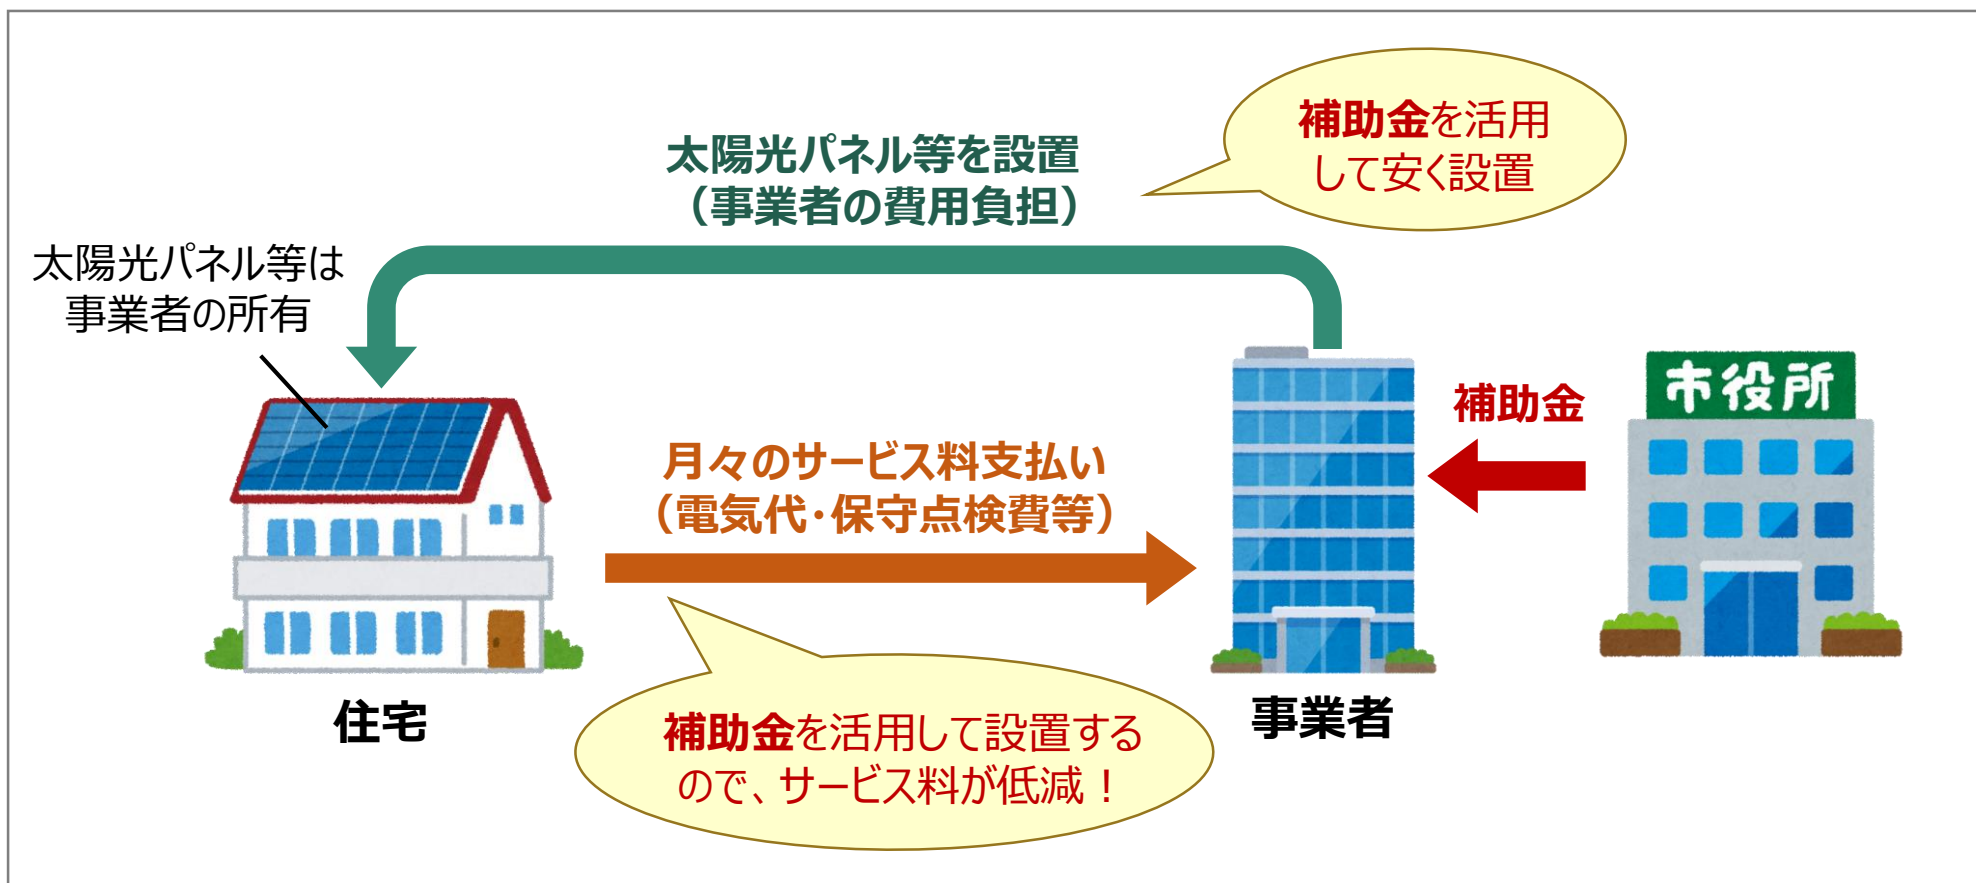 補助金を活用
して安く設置
太陽光パネル等を設置
（事業者の費用負担）
太陽光パネル等は
事業者の所有
市役所
補助金
月々のサービス料支払い
（電気代・保守点検費等）
住宅
事業者
補助金を活用して設置する
ので、サービス料が低減！